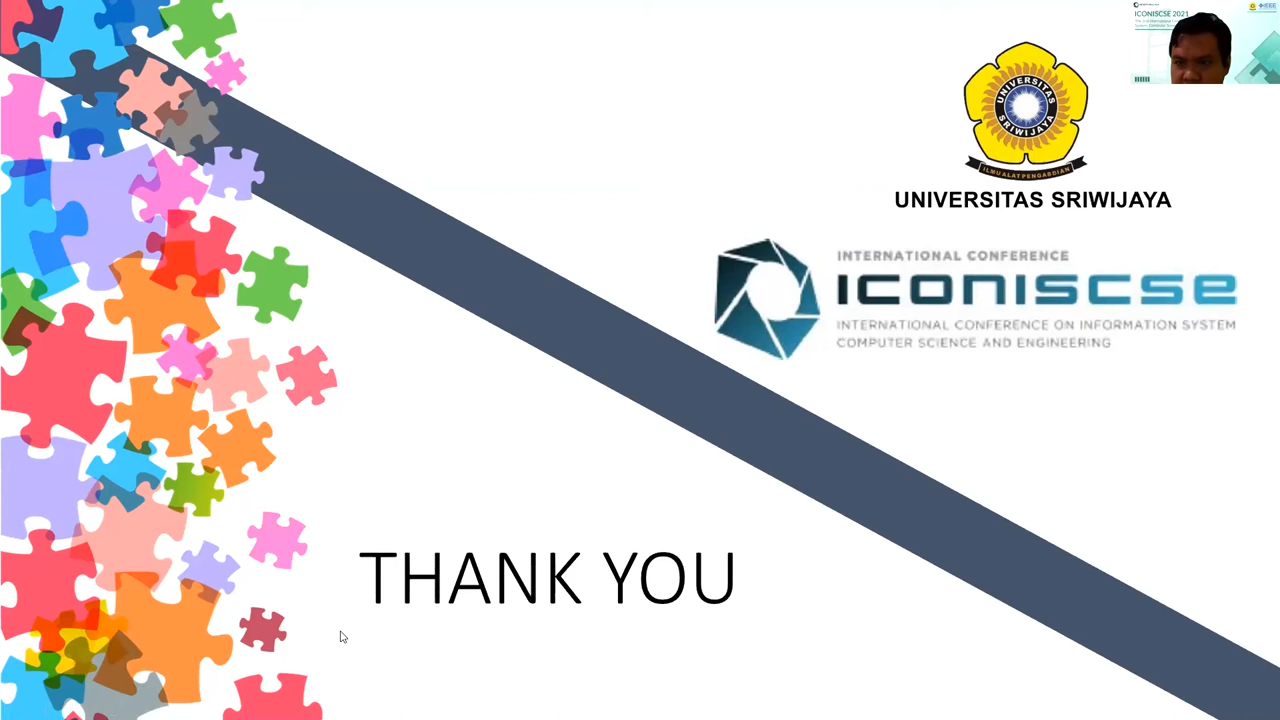 ICONISCSE 2021
IEEE
UNIVERSITAS
SRIWIJAYA
ILMU ALAT PENGABDIAN
UNIVERSITAS SRIWIJAYA
INTERNATIONAL CONFERENCE
ICONISCSE
INTERNATIONAL CONFERENCE ON INFORMATION SYSTEM
COMPUTER SCIENCE AND ENGINEERING
THANK YOU